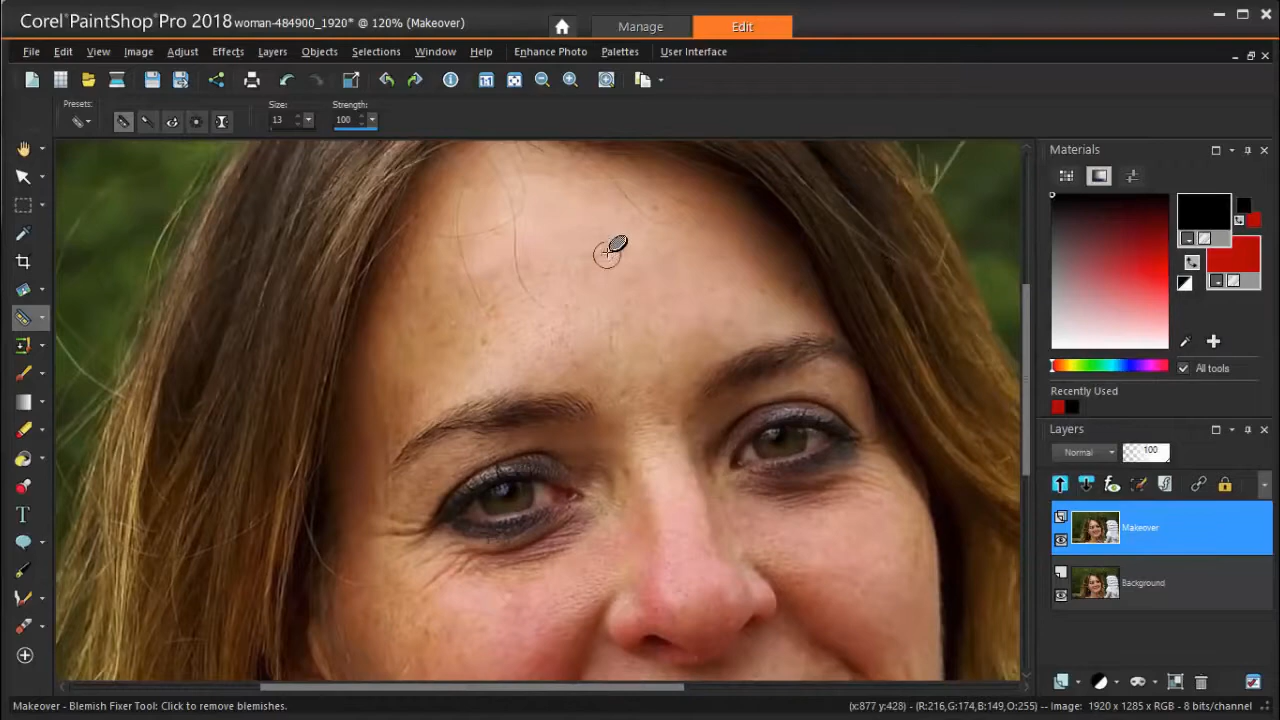 Corel®PaintShop®Pro 2018 woman-484900_1920* @ 120% (Makeover)
Manage Edit
File Edit View Image Adjust Effects Layers Objects Selections Window Help Enhance Photo Palettes User Interface
Presets: Size: Strength:
13 100
Materials
All tools
Recently Used
Layers
Normal 100
Makeover
Background
Makeover - Blemish Fixer Tool: Click to remove blemishes. (x:877 y:428) -- (R:216,G:174,B:149,O:255) -- Image: 1920 x 1285 x RGB - 8 bits/channel